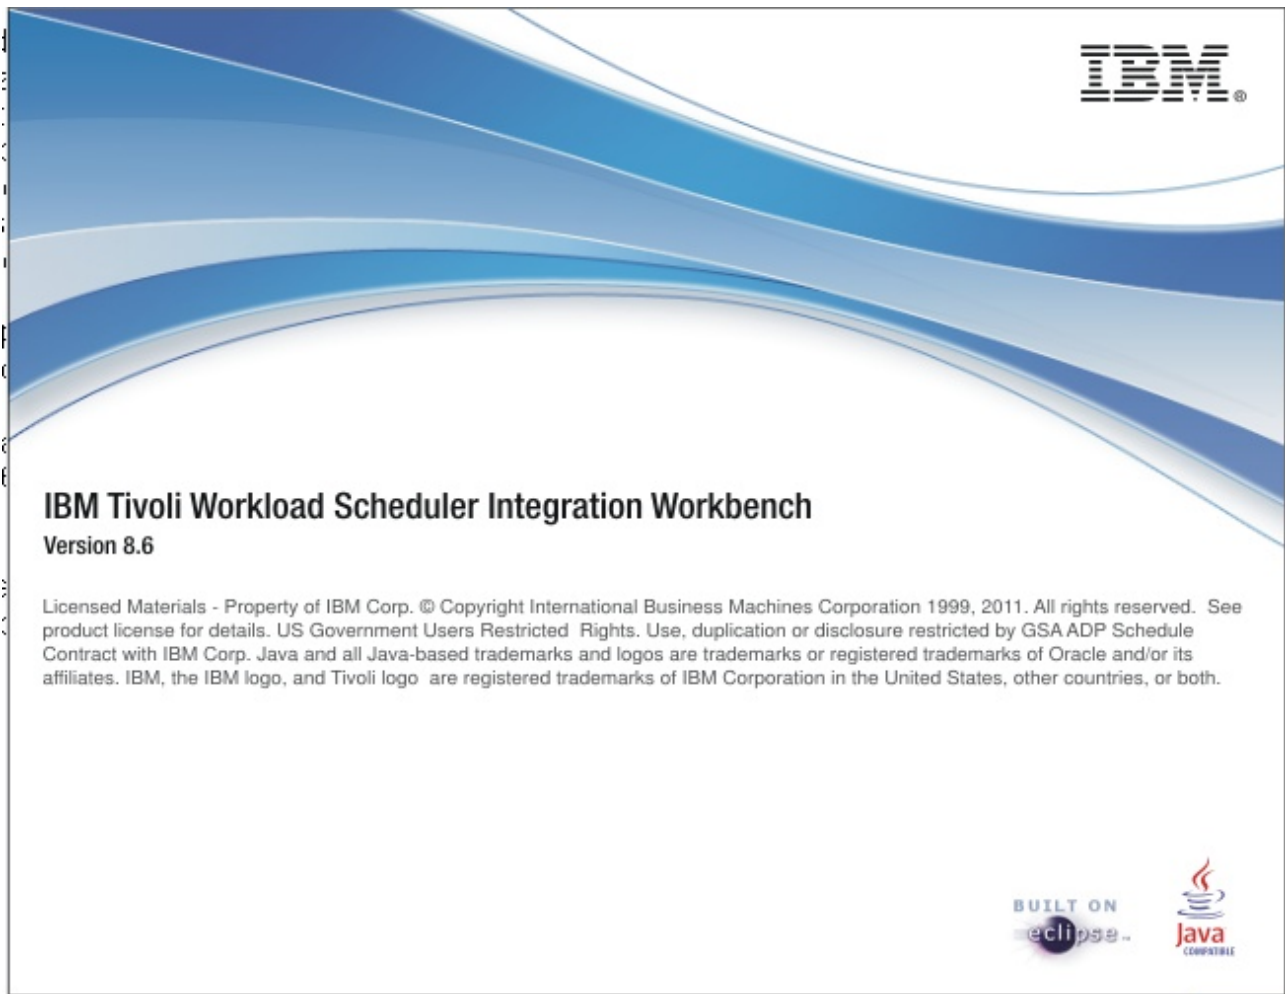 IBM®
IBM Tivoli Workload Scheduler Integration Workbench
Version 8.6
Licensed Materials - Property of IBM Corp. © Copyright International Business Machines Corporation 1999, 2011. All rights reserved.  See
product license for details. US Government Users Restricted  Rights. Use, duplication or disclosure restricted by GSA ADP Schedule
Contract with IBM Corp. Java and all Java-based trademarks and logos are trademarks or registered trademarks of Oracle and/or its
affiliates. IBM, the IBM logo, and Tivoli logo  are registered trademarks of IBM Corporation in the United States, other countries, or both.
BUILT ON
eclipse™
Java
COMPATIBLE